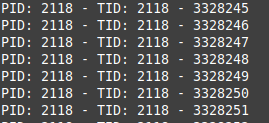 PID: 2118 - TID: 2118 - 3328245
PID: 2118 - TID: 2118 - 3328246
PID: 2118 - TID: 2118 - 3328247
PID: 2118 - TID: 2118 - 3328248
PID: 2118 - TID: 2118 - 3328249
PID: 2118 - TID: 2118 - 3328250
PID: 2118 - TID: 2118 - 3328251